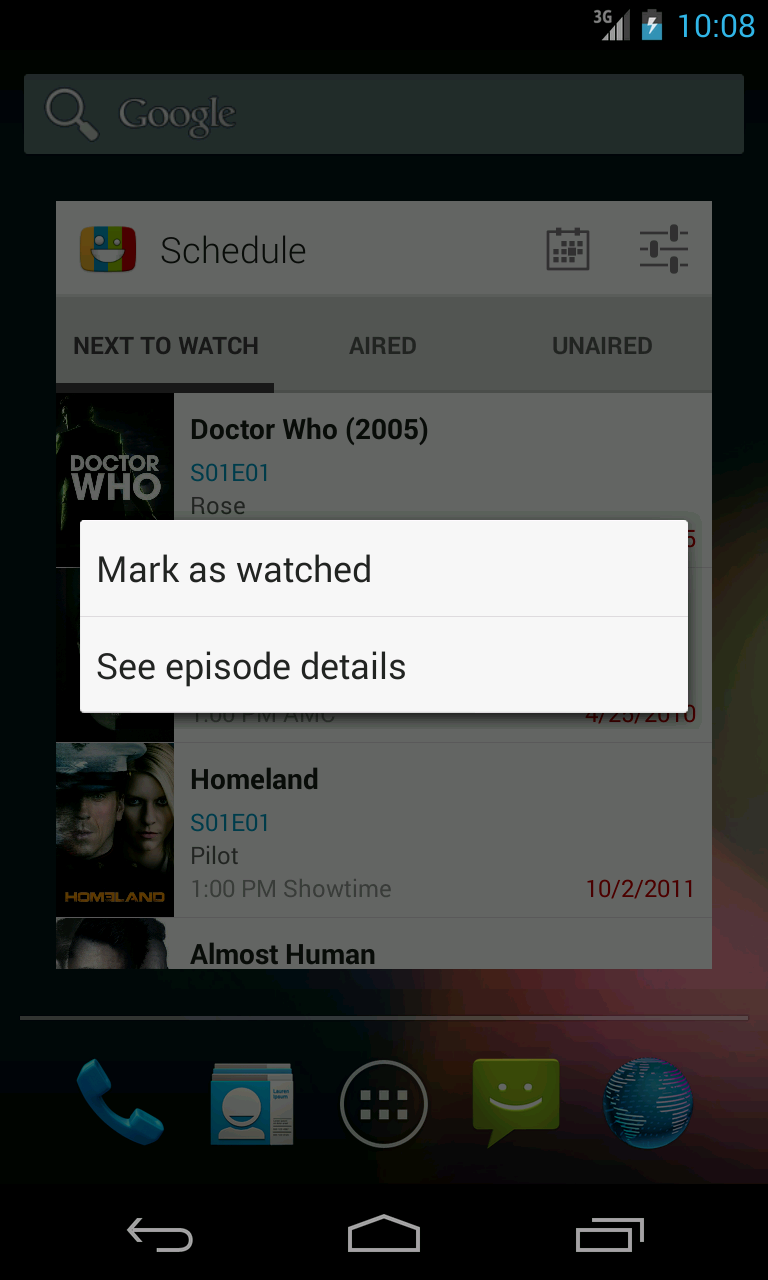 3G 10:08
Google
Schedule
NEXT TO WATCH AIRED UNAIRED
DOCTOR
WHO
Doctor Who (2005)
S01E01
Rose
5
Mark as watched
See episode details
1:00 PM AMC 4/25/2010
Homeland
S01E01
Pilot
1:00 PM Showtime 10/2/2011
HOMELAND
Almost Human